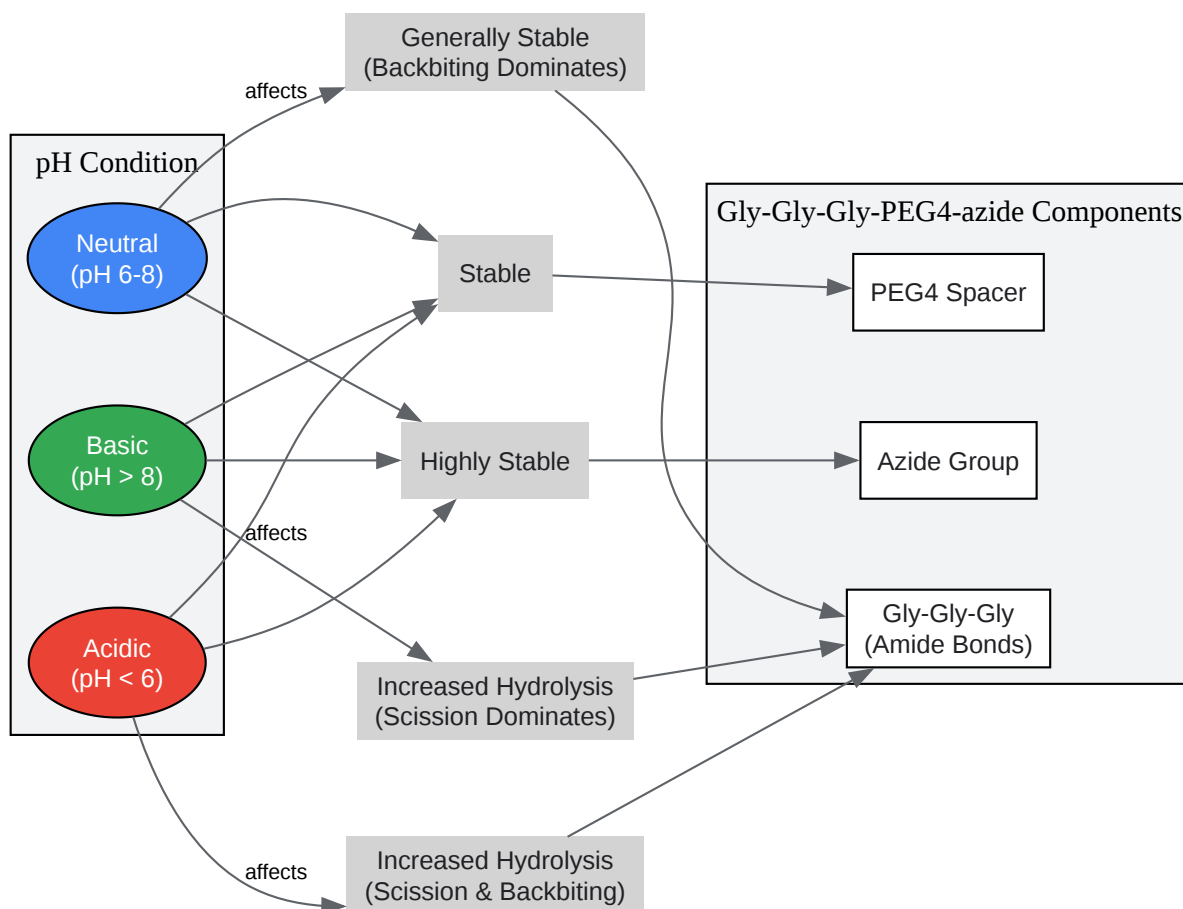 Generally Stable
(Backbiting Dominates)
affects
pH Condition
Neutral
(pH 6-8)
Gly-Gly-Gly-PEG4-azide Components
Stable
PEG4 Spacer
Basic
(pH > 8)
Highly Stable
Azide Group
affects
Acidic
(pH < 6)
Gly-Gly-Gly
(Amide Bonds)
Increased Hydrolysis
(Scission Dominates)
affects
Increased Hydrolysis
(Scission & Backbiting)